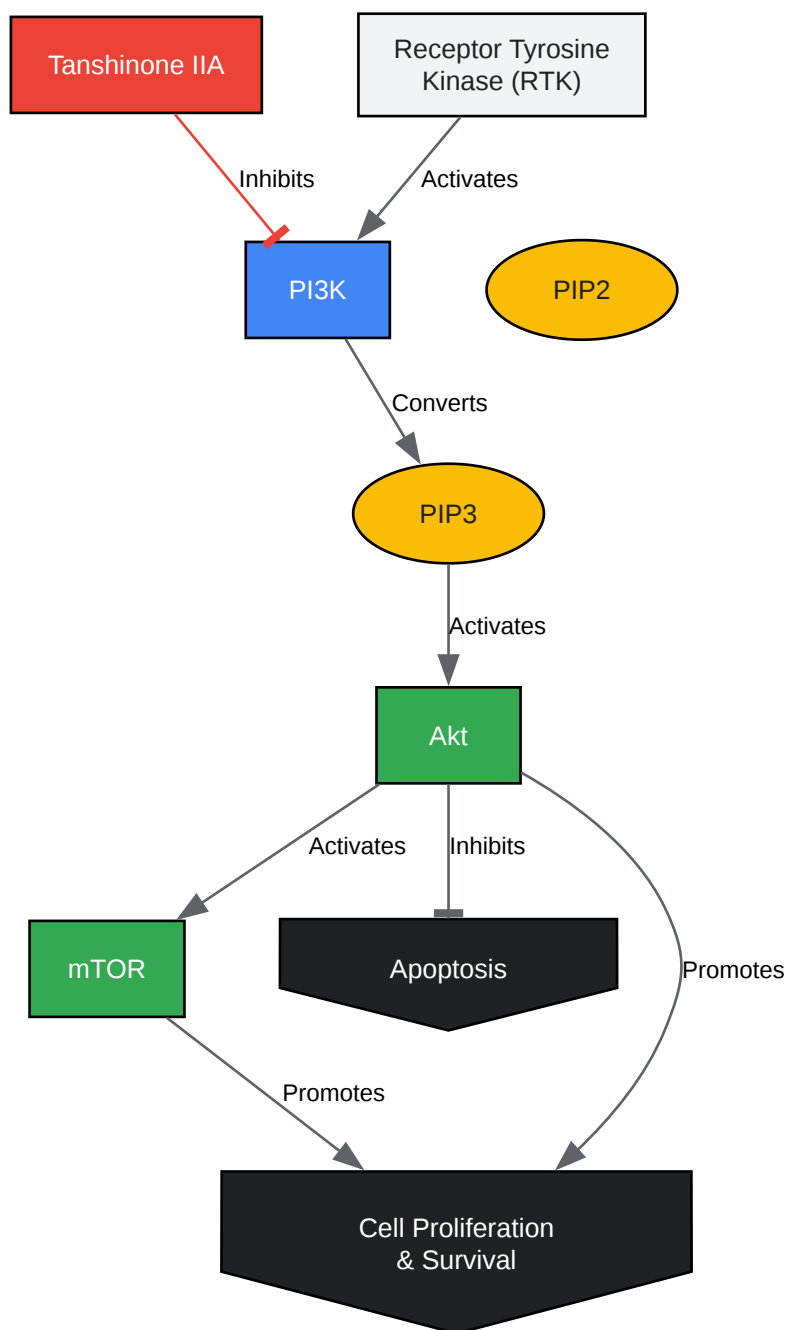 Tanshinone IIA
Receptor Tyrosine
Kinase (RTK)
Inhibits
Activates
PI3K
PIP2
Converts
PIP3
Activates
Akt
Activates
Inhibits
mTOR
Apoptosis
Promotes
Promotes
Cell Proliferation
& Survival